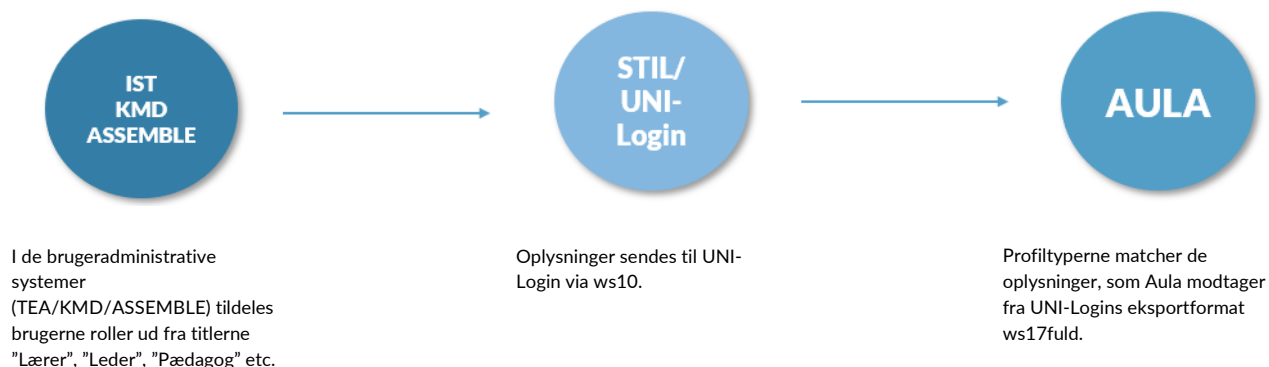 IST
KMD
ASSEMBLE
STIL/
UNI-
Login
AULA
I de brugeradministrative
systemer
(TEA/KMD/ASSEMBLE) tildeles
brugerne roller ud fra titlerne
”Lærer”, ”Leder”, ”Pædagog” etc.
Oplysninger sendes til UNI-
Login via ws10.
Profiltyperne matcher de
oplysninger, som Aula modtager
fra UNI-Logins eksportformat
ws17fuld.